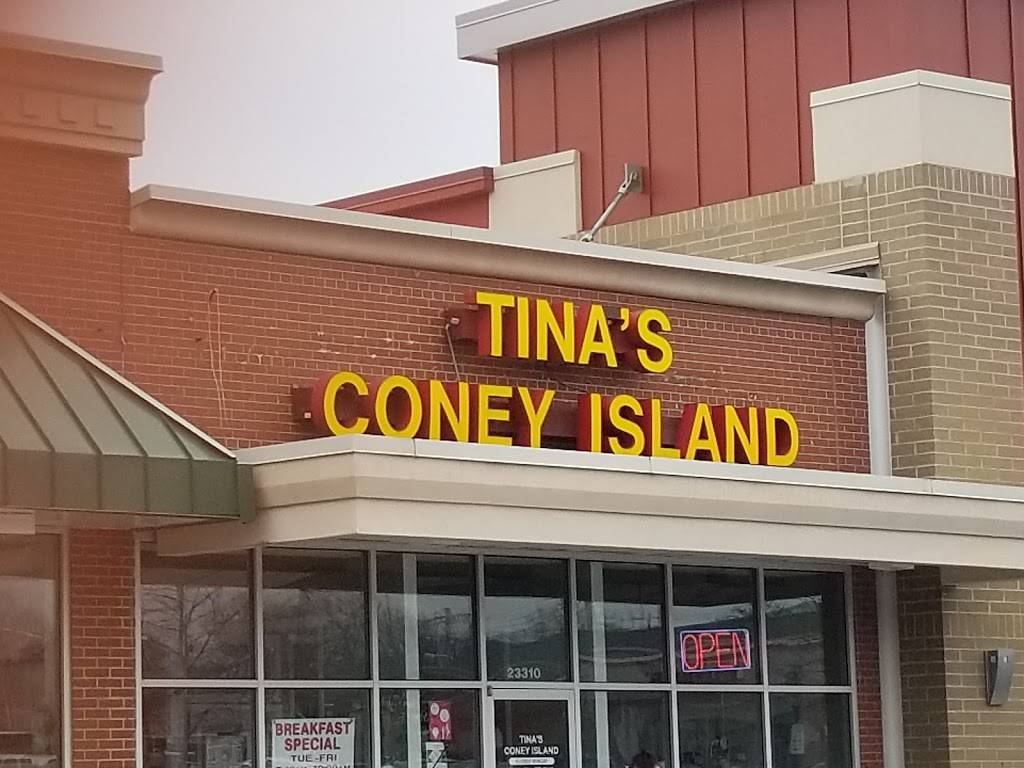 TINA'S
CONEY ISLAND
OPEN
23310
BREAKFAST
SPECIAL
TUE-FRI
TINA'S
CONEY ISLAND